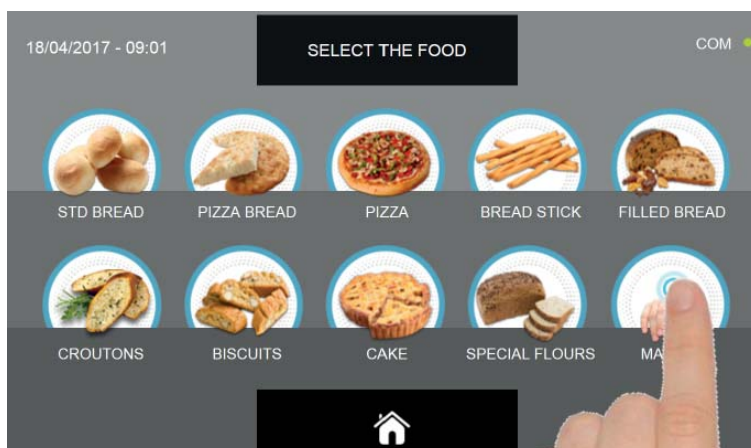 18/04/2017 - 09:01
SELECT THE FOOD
COM
STD BREAD
PIZZA BREAD
PIZZA
BREAD STICK
FILLED BREAD
CROUTONS
BISCUITS
CAKE
SPECIAL FLOURS